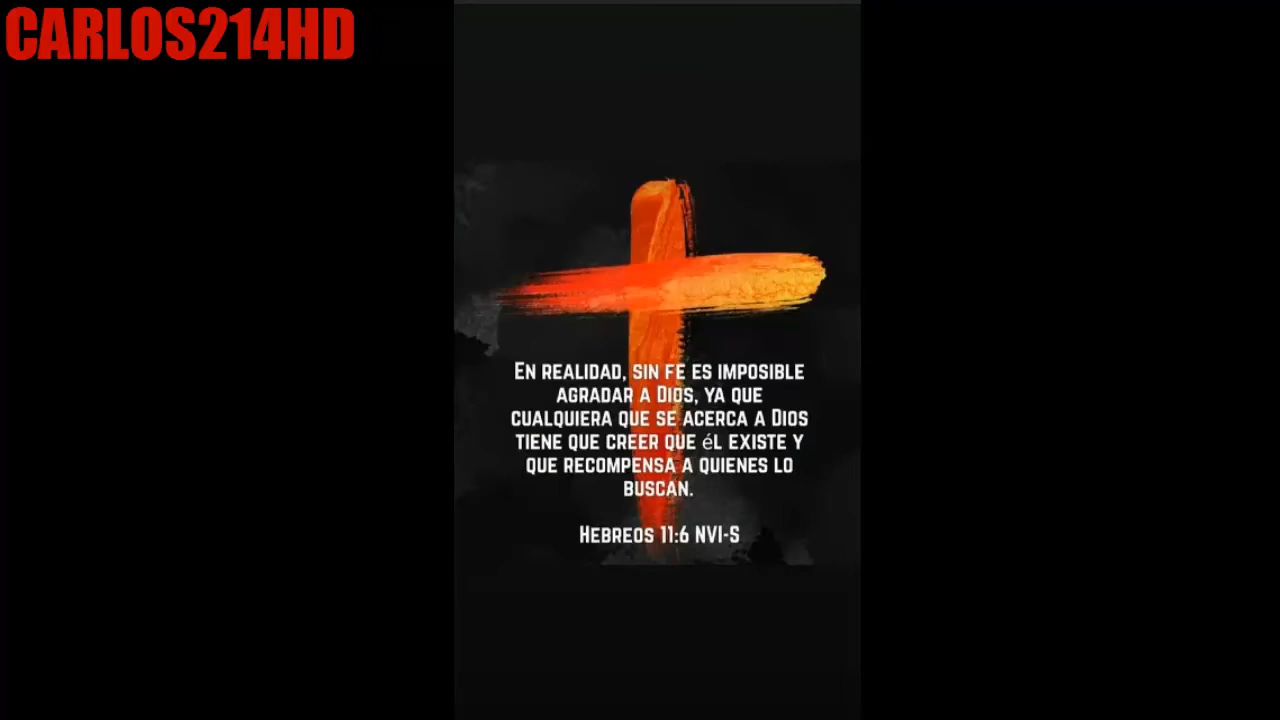 CARLOS214HD
En realidad, sin fe es imposible
agradar a Dios, ya que
cualquiera que se acerca a Dios
tiene que creer que él existe y
que recompensa a quienes lo
buscan.
Hebreos 11:6 NVI-S